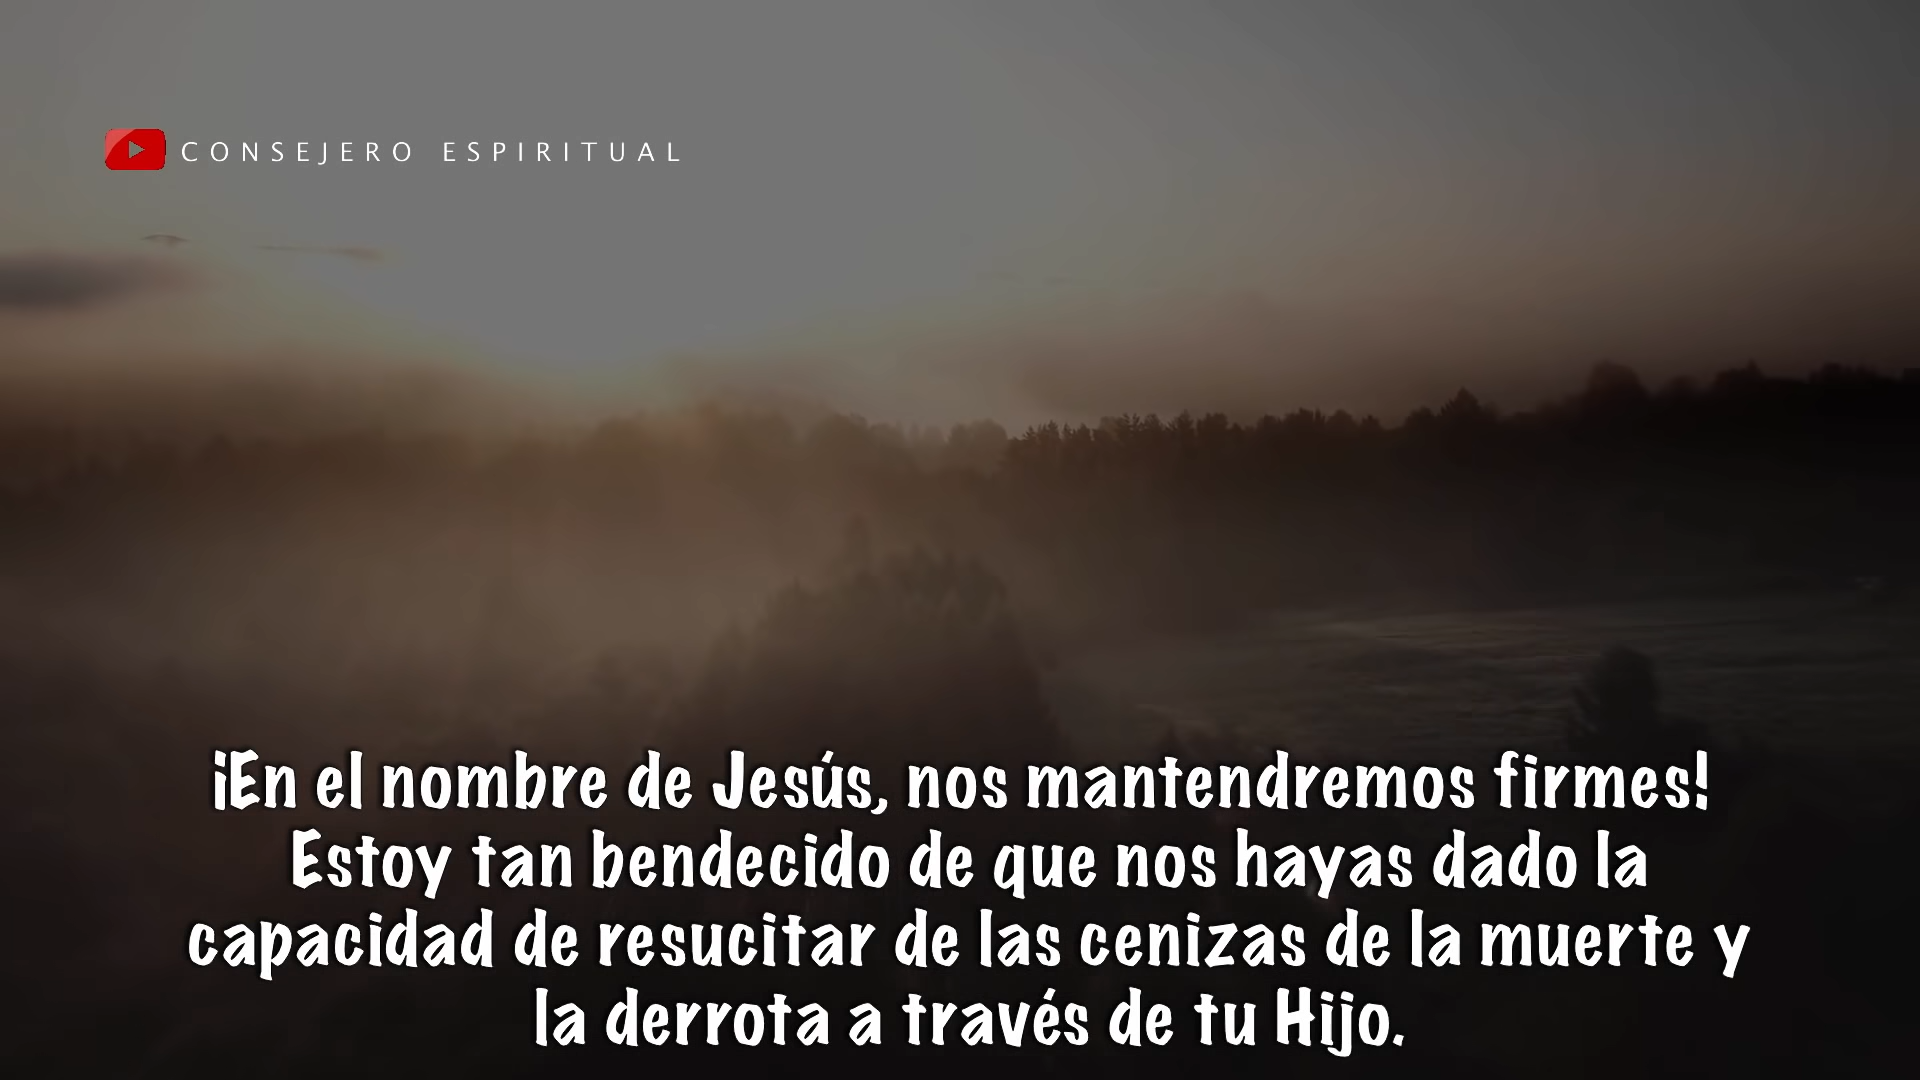 CONSEJERO ESPIRITUAL
¡En el nombre de Jesús, nos mantendremos firmes!
Estoy tan bendecido de que nos hayas dado la
capacidad de resucitar de las cenizas de la muerte y
la derrota a través de tu Hijo.